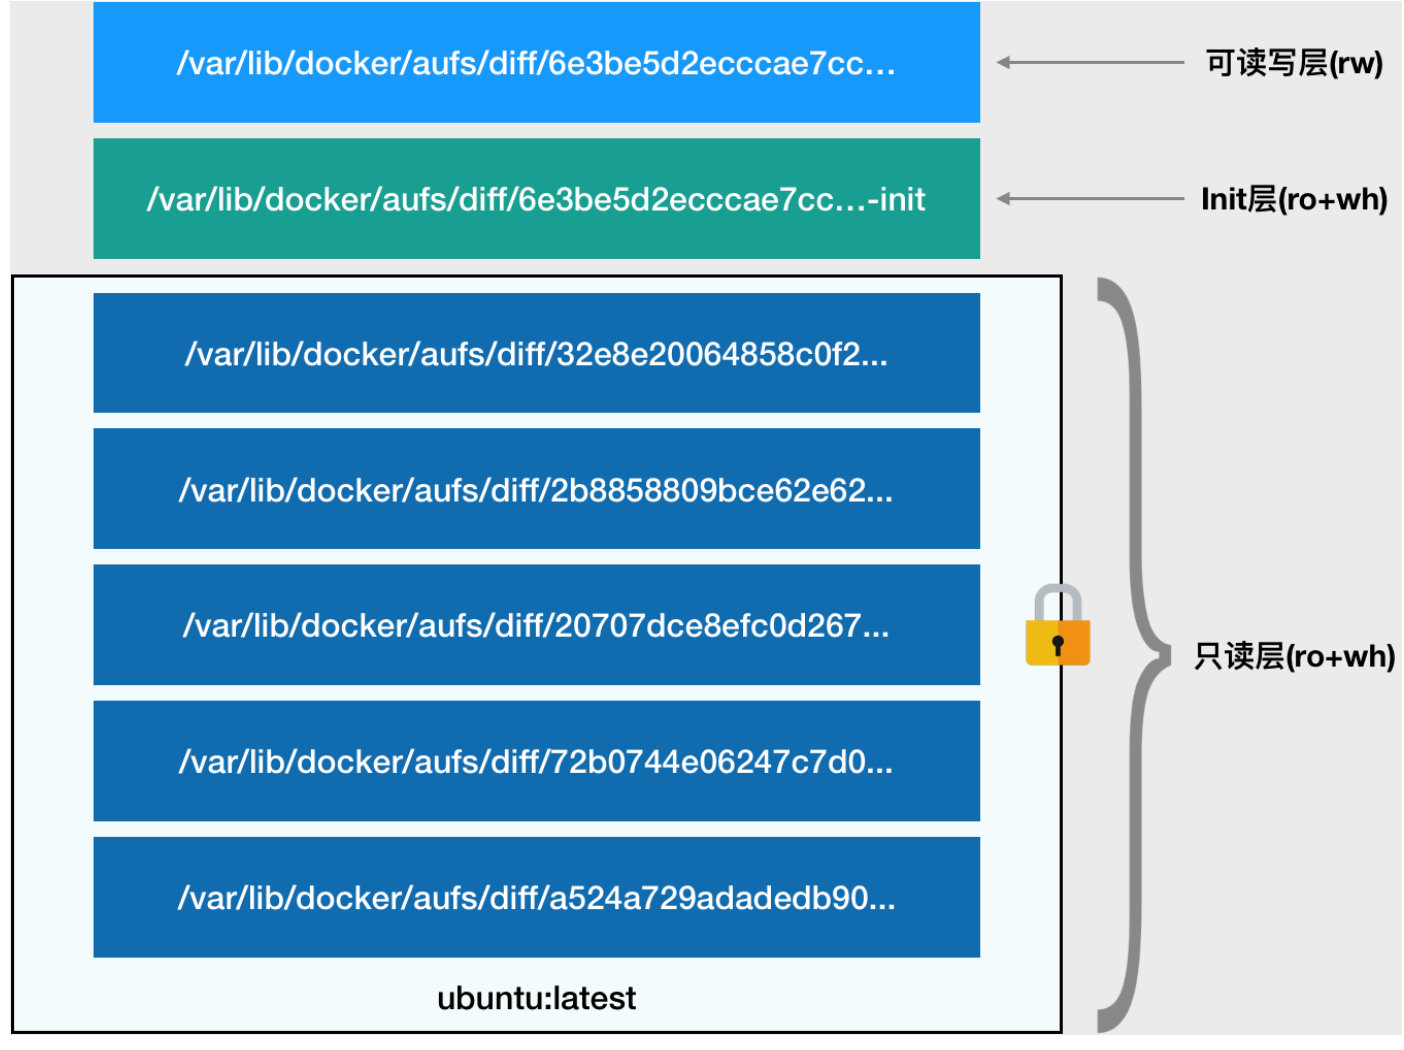 /var/lib/docker/aufs/diff/6e3be5d2ecccae7cc...
可读写层(rw)
/var/lib/docker/aufs/diff/6e3be5d2ecccae7cc...-init
Init层(ro+wh)
/var/lib/docker/aufs/diff/32e8e20064858c0f2...
/var/lib/docker/aufs/diff/2b8858809bce62e62...
/var/lib/docker/aufs/diff/20707dce8efc0d267...
只读层(ro+wh)
/var/lib/docker/aufs/diff/72b0744e06247c7d0...
/var/lib/docker/aufs/diff/a524a729adadedb90...
ubuntu:latest